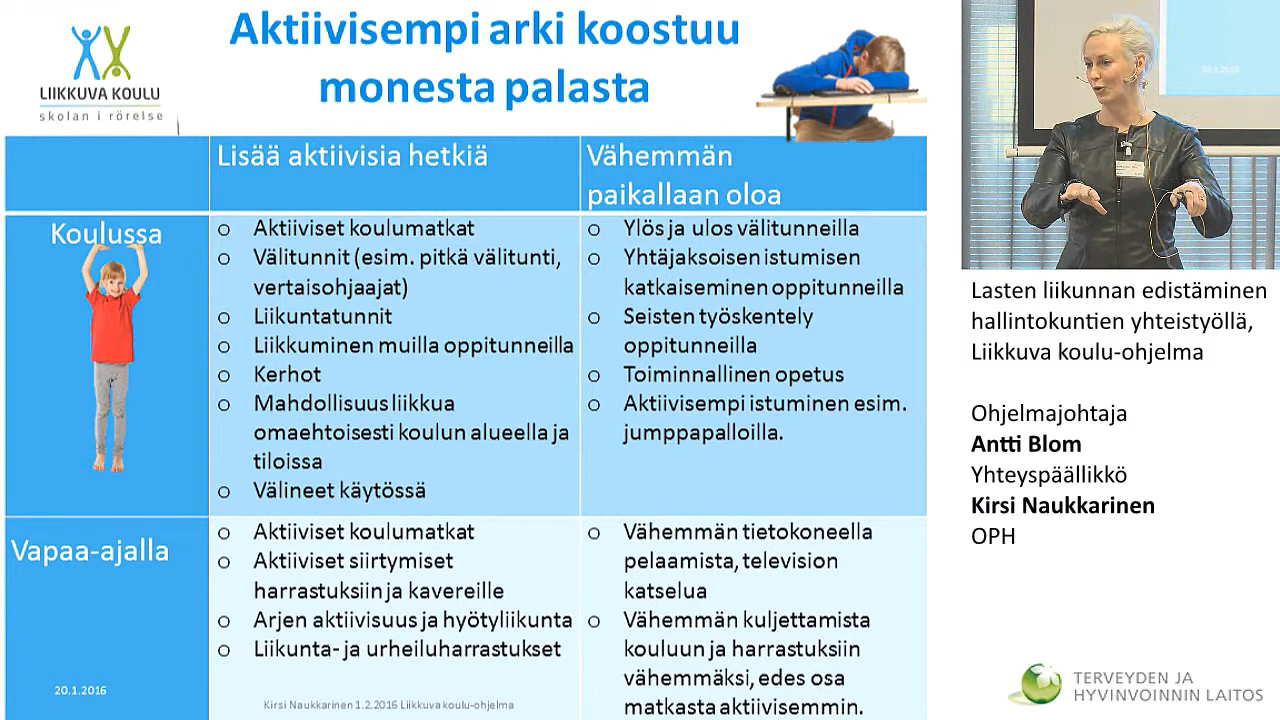 Aktiivisempi arki koostuu
monesta palasta
LIIKKUVA KOULU
skolan i rörelse
Lisää aktiivisia hetkiä
Vähemmän
paikallaan oloa
Koulussa
o Aktiiviset koulumatkat
o Välitunnit (esim. pitkä välitunti,
vertaisohjaajat)
o Liikuntatunnit
o Liikkuminen muilla oppitunneilla
o Kerhot
o Mahdollisuus liikkua
omaehtoisesti koulun alueella ja
tiloissa
o Välineet käytössä
o Ylös ja ulos välitunneilla
o Yhtäjaksoisen istumisen
katkaiseminen oppitunneilla
o Seisten työskentely
oppitunneilla
o Toiminnallinen opetus
o Aktiivisempi istuminen esim.
jumppapalloilla.
Vapaa-ajalla
o Aktiiviset koulumatkat
o Aktiiviset siirtymiset
harrastuksiin ja kavereille
o Arjen aktiivisuus ja hyötyliikunta
o Liikunta- ja urheiluharrastukset
o Vähemmän tietokoneella
pelaamista, television
katselua
o Vähemmän kuljettamista
kouluun ja harrastuksiin
vähemmäksi, edes osa
matkasta aktiivisemmin.
20.1.2016
Kirsi Naukkarinen 1.2.2016 Liikkuva koulu-ohjelma
Lasten liikunnan edistäminen
hallintokuntien yhteistyöllä,
Liikkuva koulu-ohjelma
Ohjelmajohtaja
Antti Blom
Yhteyspäällikkö
Kirsi Naukkarinen
OPH
TERVEYDEN JA
HYVINVOINNIN LAITOS